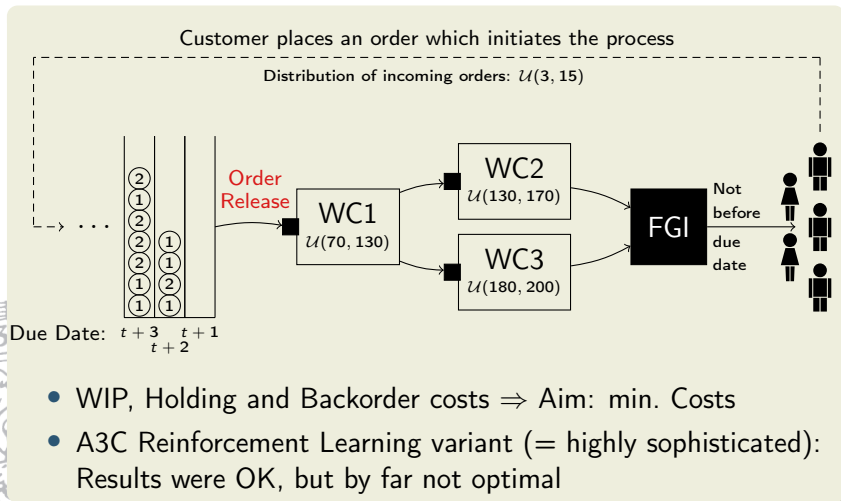 Customer places an order which initiates the process
Distribution of incoming orders: 𝒰(3, 15)
2
1
2
2
2
1
1
1
1
2
1
Order
Release
WC1
𝒰(70, 130)
WC2
𝒰(130, 170)
WC3
𝒰(180, 200)
FGI
Not
before
due
date
· · ·
Due Date: t + 3 t + 1
t + 2
• WIP, Holding and Backorder costs ⇒ Aim: min. Costs
• A3C Reinforcement Learning variant (= highly sophisticated):
Results were OK, but by far not optimal